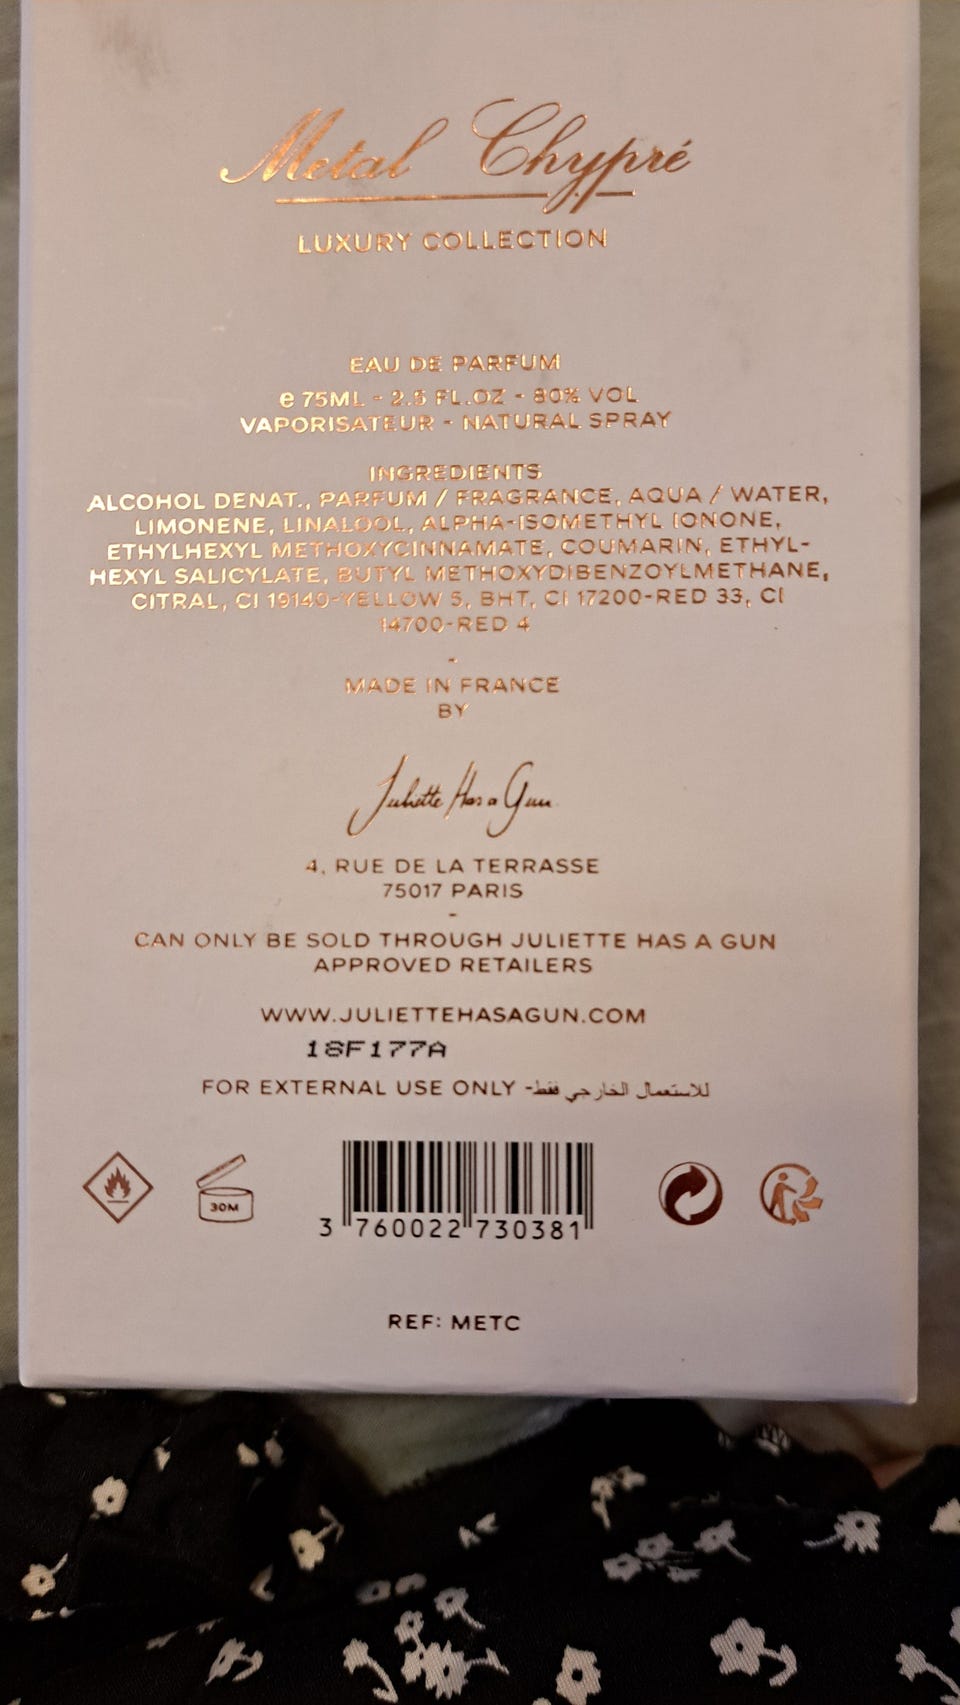 Metal Chypré
LUXURY COLLECTION
EAU DE PARFUM
e 75ML - 2.5 FL.OZ - 80% VOL
VAPORISATEUR - NATURAL SPRAY
INGREDIENTS
ALCOHOL DENAT., PARFUM / FRAGRANCE, AQUA / WATER,
LIMONENE, LINALOOL, ALPHA-ISOMETHYL IONONE,
ETHYLHEXYL METHOXYCINNAMATE, COUMARIN, ETHYL-
HEXYL SALICYLATE, BUTYL METHOXYDIBENZOYLMETHANE,
CITRAL, CI 19140-YELLOW 5, BHT, CI 17200-RED 33, CI
14700-RED 4
-
MADE IN FRANCE
BY
Juliette Has a Gun
4, RUE DE LA TERRASSE
75017 PARIS
-
CAN ONLY BE SOLD THROUGH JULIETTE HAS A GUN
APPROVED RETAILERS
WWW.JULIETTEHASAGUN.COM
18F177A
FOR EXTERNAL USE ONLY - للاستعمال الخارجي فقط
30M
3 760022 730381
REF: METC